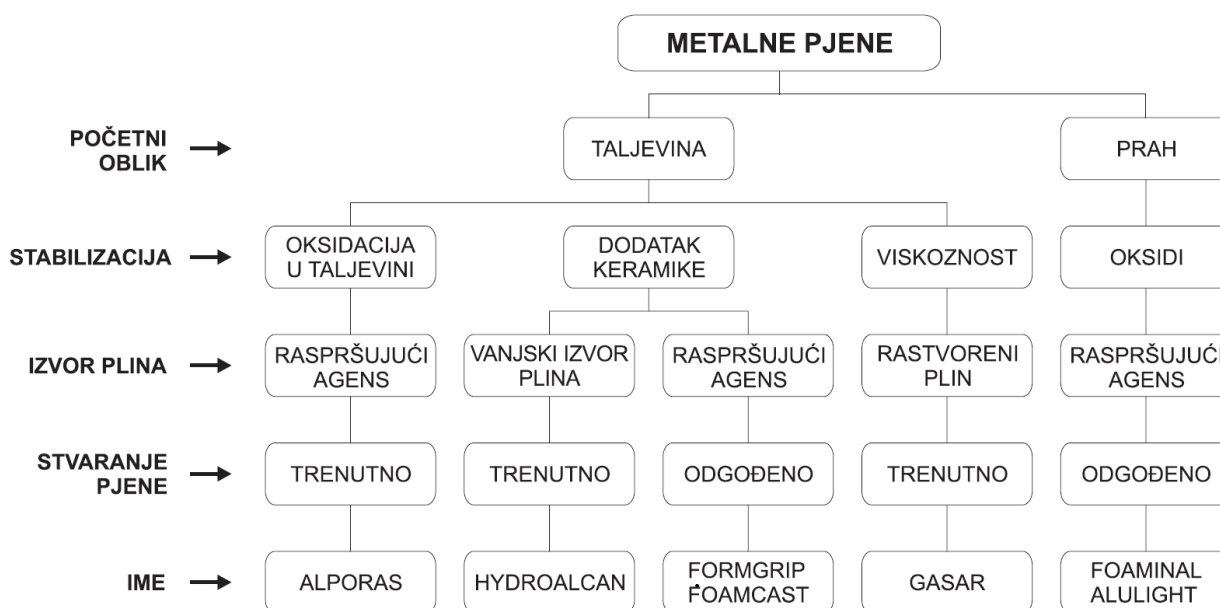 METALNE PJENE
POČETNI
OBLIK
TALJEVINA
PRAH
STABILIZACIJA
OKSIDACIJA
U TALJEVINI
DODATAK
KERAMIKE
VISKOZNOST
OKSIDI
IZVOR PLINA
RASPRŠUJUĆI
AGENS
VANJSKI IZVOR
PLINA
RASPRŠUJUĆI
AGENS
RASTVORENI
PLIN
RASPRŠUJUĆI
AGENS
STVARANJE
PJENE
TRENUTNO
TRENUTNO
ODGOĐENO
TRENUTNO
ODGOĐENO
IME
ALPORAS
HYDROALCAN
FORMGRIP
FOAMCAST
GASAR
FOAMINAL
ALULIGHT